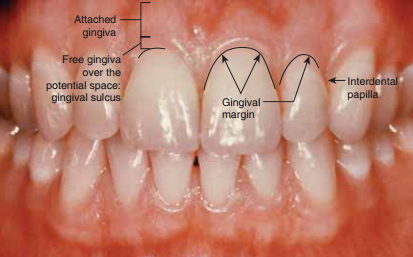 Attached
gingiva
Free gingiva
over the
potential space:
gingival sulcus
Gingival
margin
Interdental
papilla